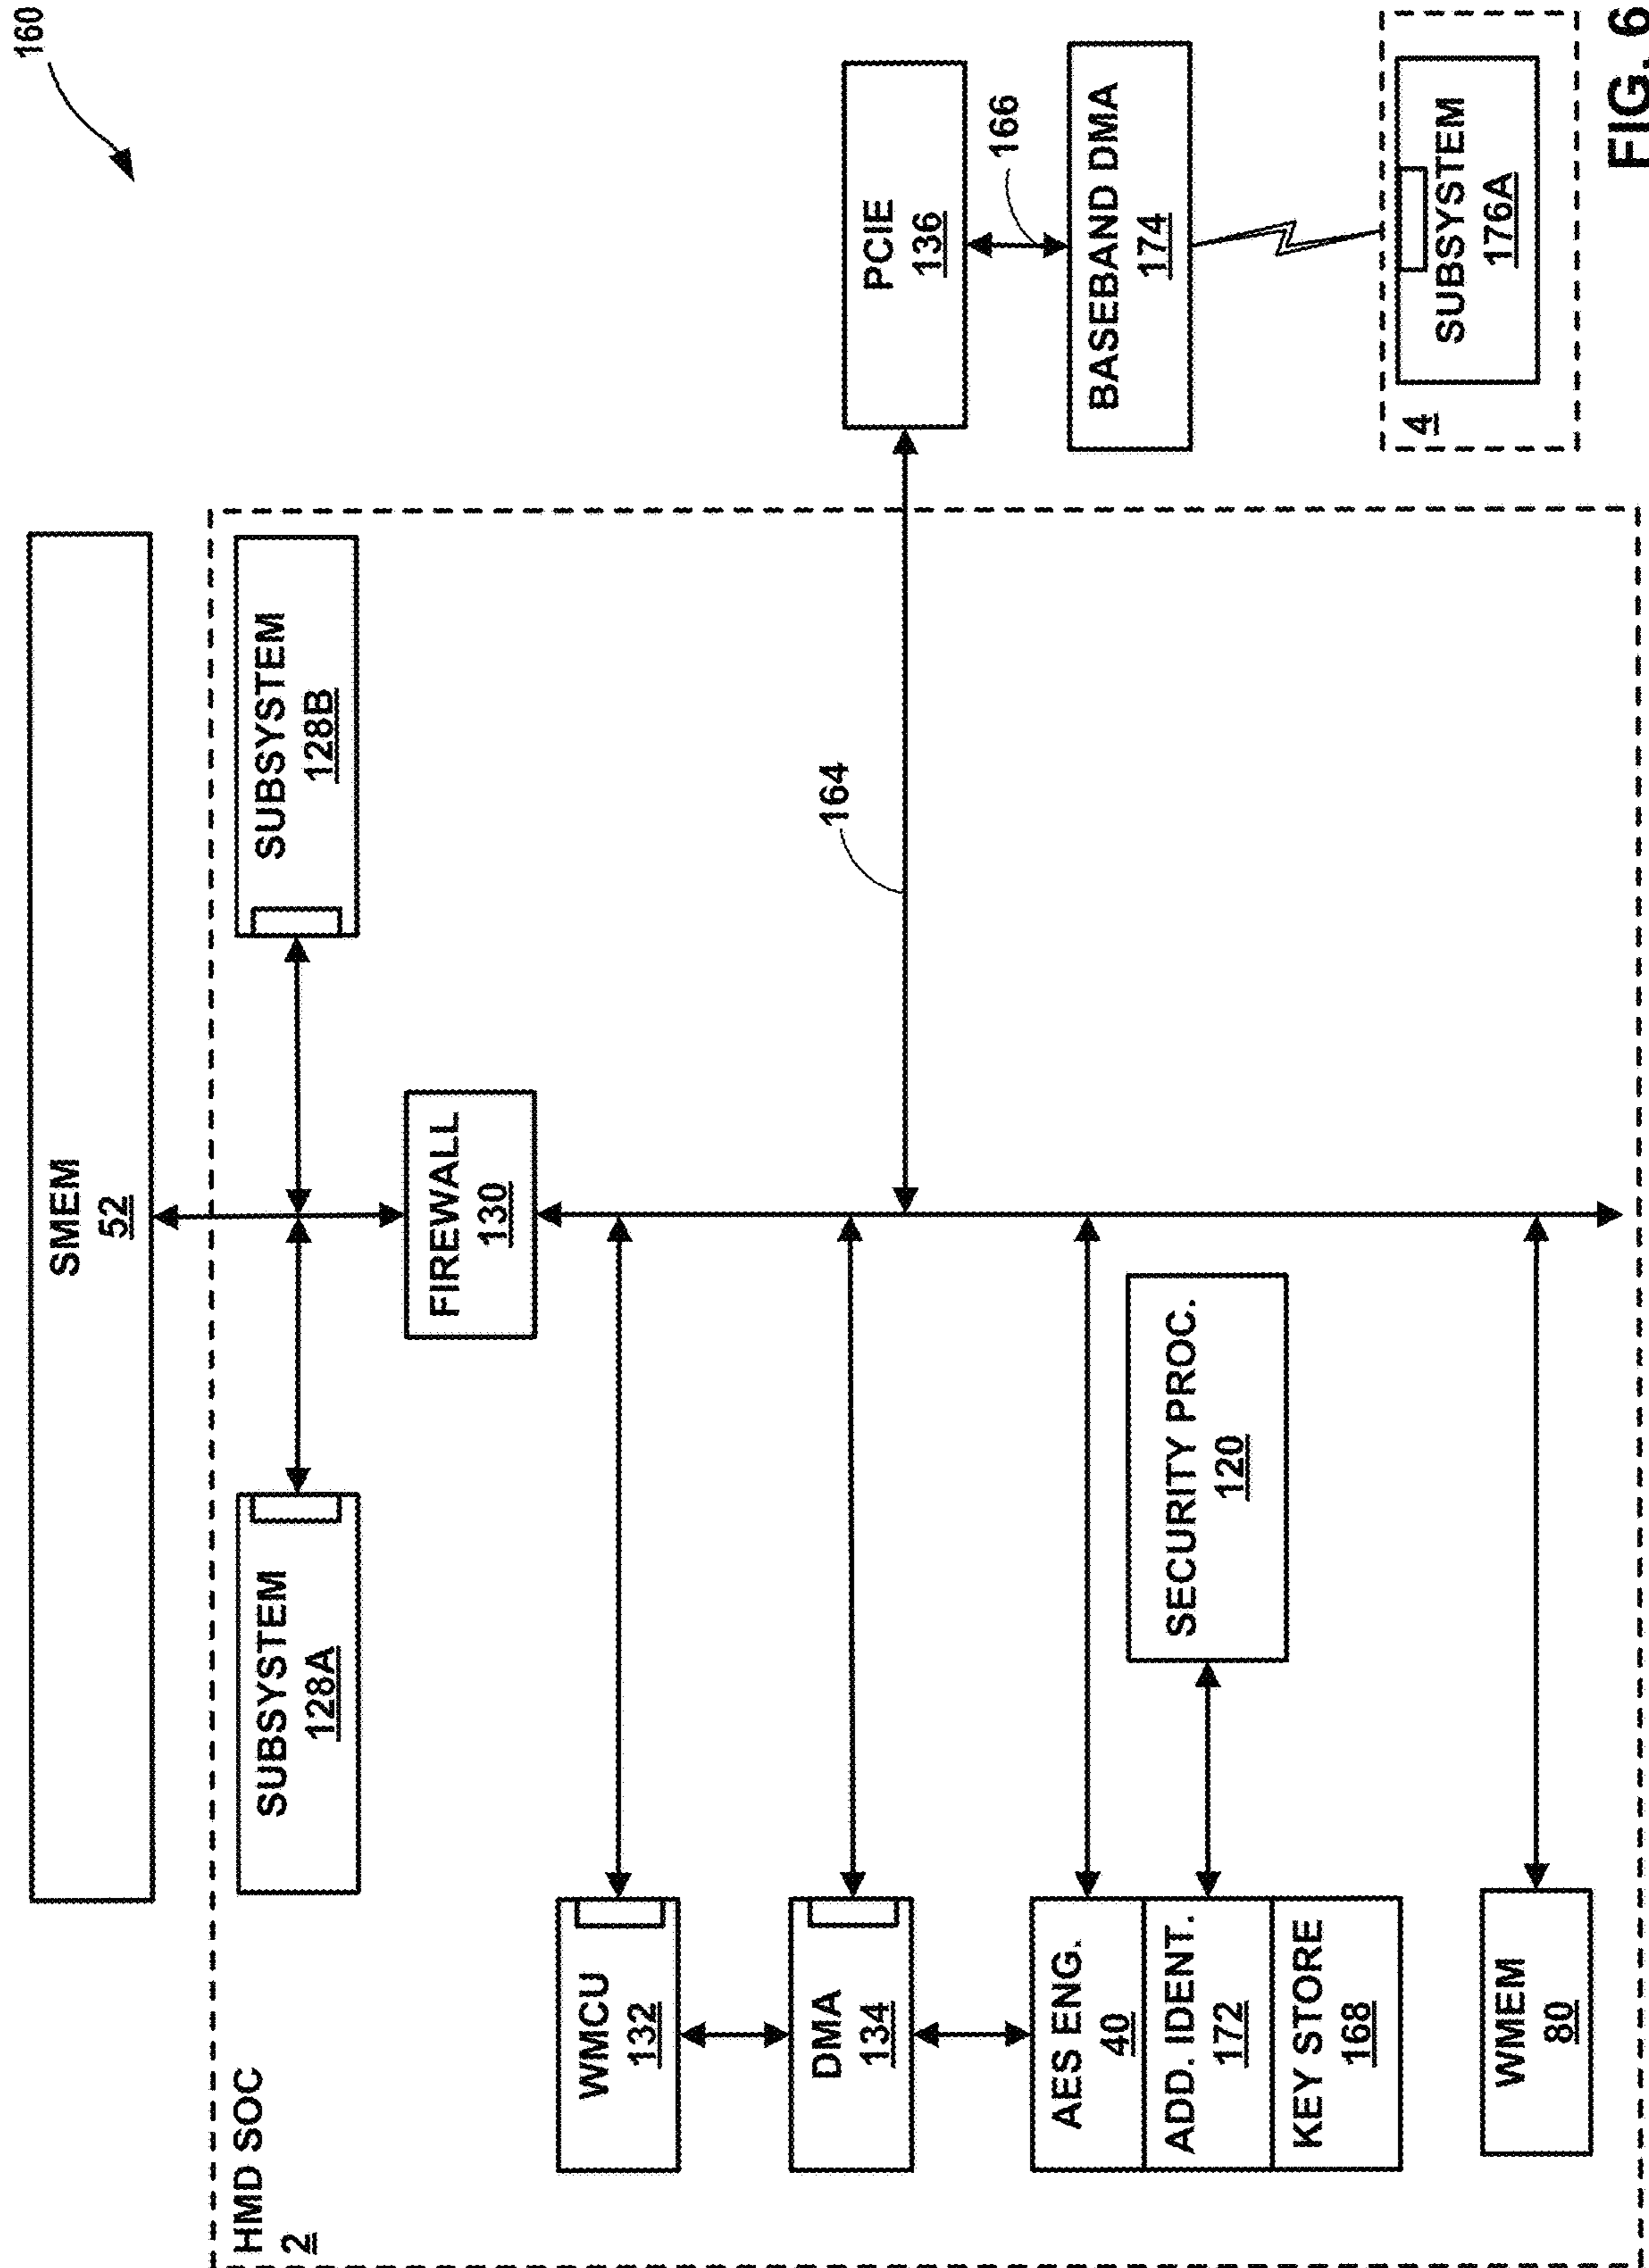 160
SMEM
52
HMD SOC
2
SUBSYSTEM
128A
SUBSYSTEM
128B
FIREWALL
130
WMCU
132
DMA
134
164
PCIE
136
166
AES ENG.
40
ADD. IDENT.
172
KEY STORE
168
SECURITY PROC.
120
BASEBAND DMA
174
WMEM
80
4
SUBSYSTEM
176A
FIG. 6